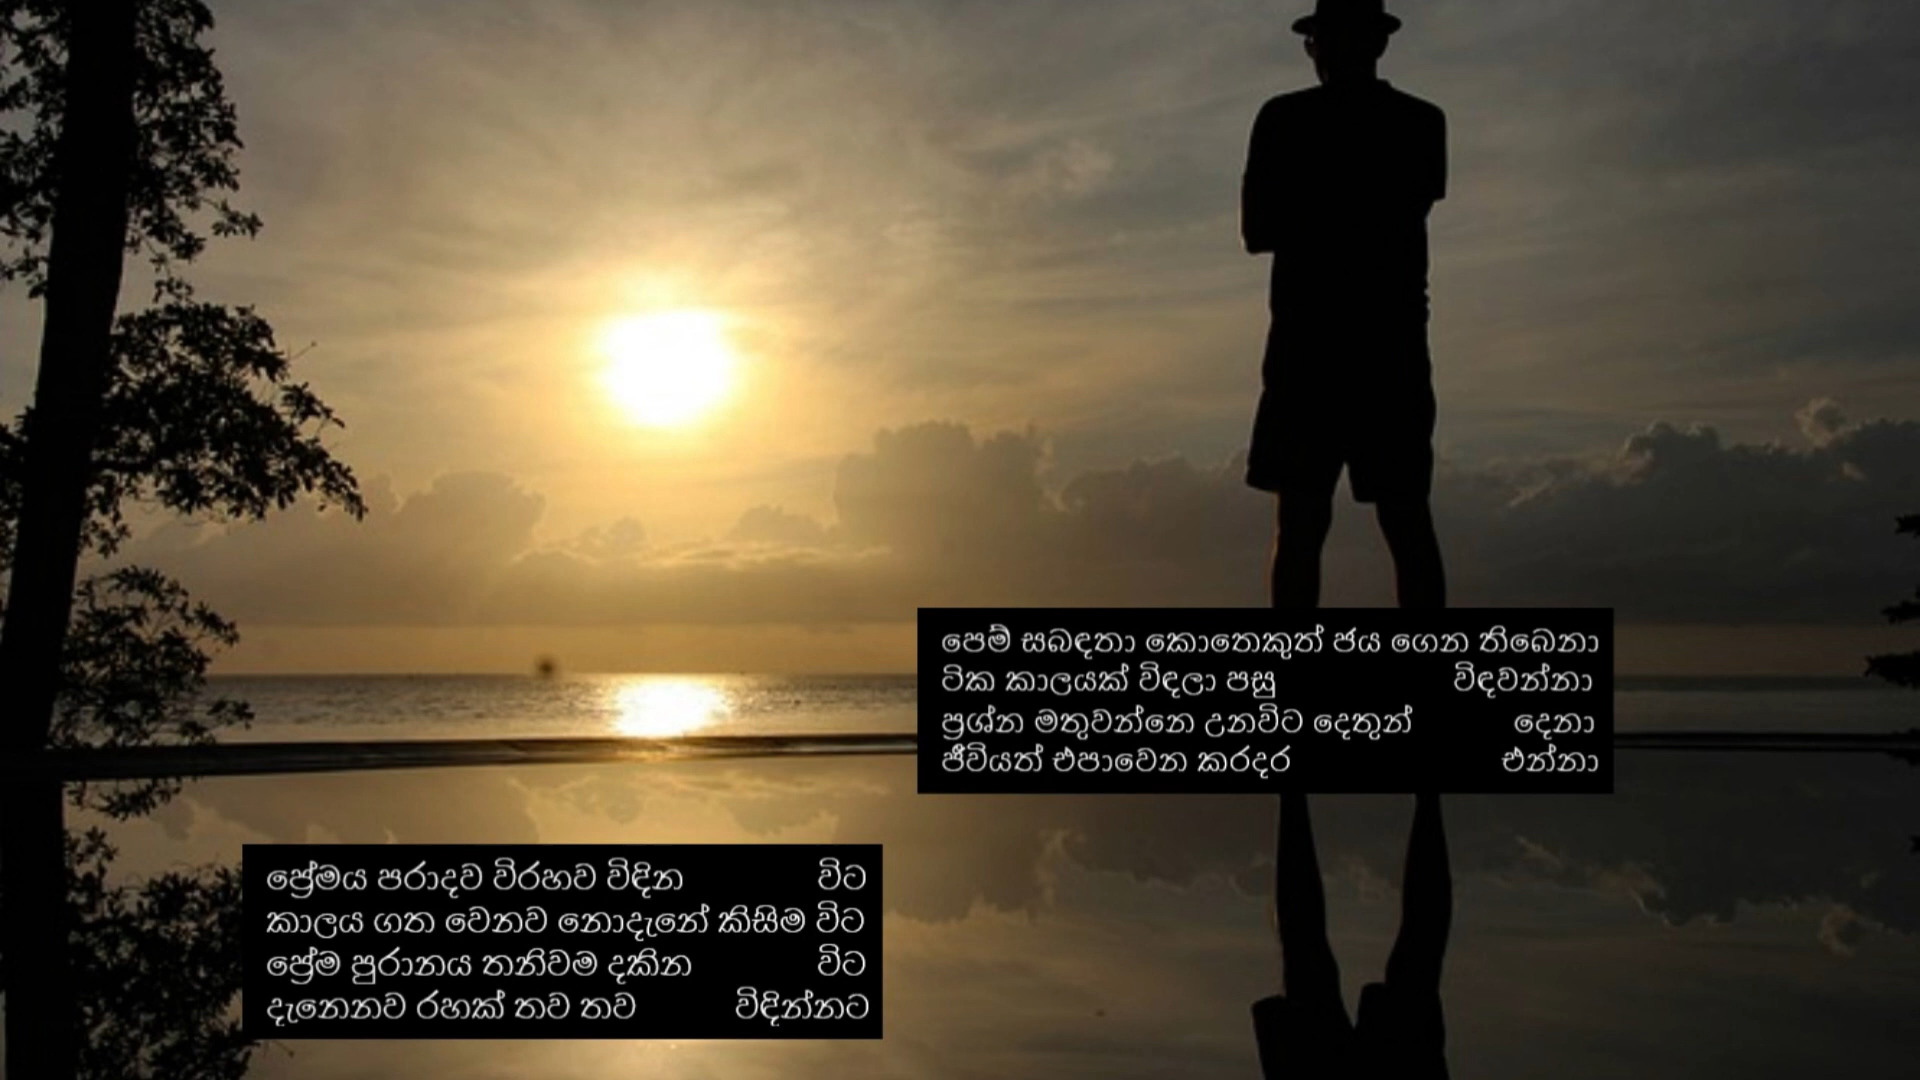 පෙම් සබඳතා කොතෙකුත් ජය ගෙන තිබෙනා
ටික කාලයක් විඳලා පසු විඳවන්නා
ප්‍රශ්න මතුවන්නෙ උනවිට දෙතුන් දෙනා
ජීවියත් එපාවෙන කරදර එන්නා
ප්‍රේමය පරාදව විරහව විඳින විට
කාලය ගත වෙනව නොදැනේ කිසිම විට
ප්‍රේම පුරානය තනිවම දකින විට
දැනෙනව රහක් තව තව විඳින්නට